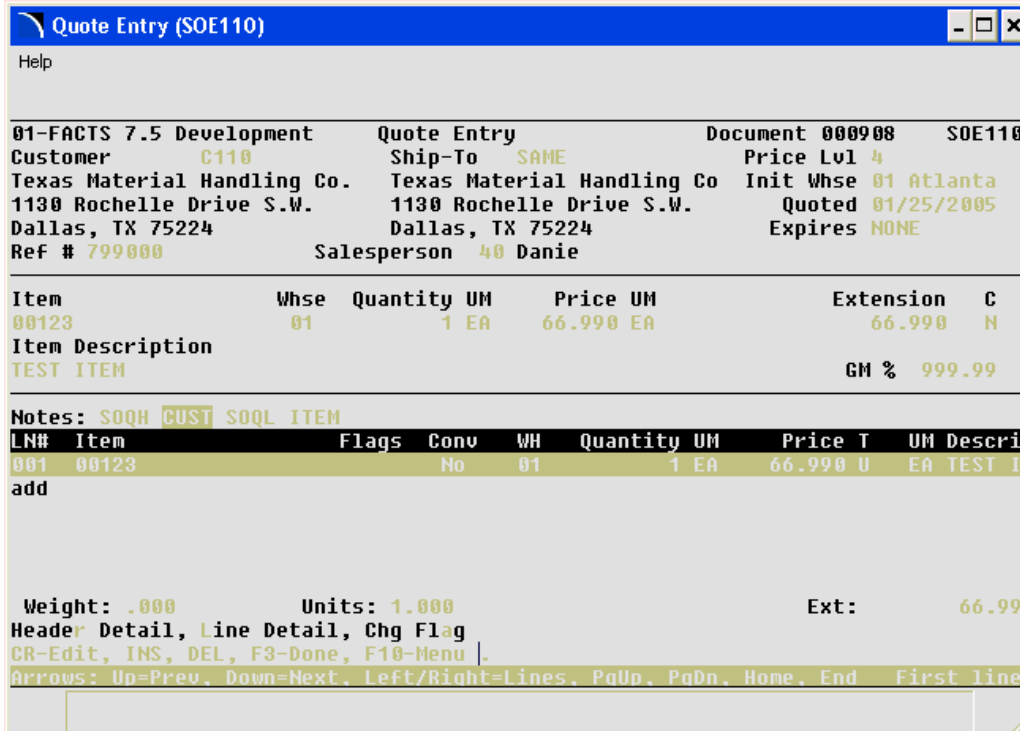 Quote Entry (SOE110)
Help
01-FACTS 7.5 Development Quote Entry Document 000908 SOE110
Customer C110 Ship-To SAME Price Lvl 4
Texas Material Handling Co. Texas Material Handling Co Init Whse 01 Atlanta
1130 Rochelle Drive S.W. 1130 Rochelle Drive S.W. Quoted 01/25/2005
Dallas, TX 75224 Dallas, TX 75224 Expires NONE
Ref # 799000 Salesperson 40 Danie
Item Whse Quantity UM Price UM Extension C
00123 01 1 EA 66.990 EA 66.990 N
Item Description
TEST ITEM GM % 999.99
Notes: SOQH CUST SOQL ITEM
LN# Item Flags Conv WH Quantity UM Price T UM Descri
001 00123 No 01 1 EA 66.990 U EA TEST I
add
Weight: .000 Units: 1.000 Ext: 66.99
Header Detail, Line Detail, Chg Flag
CR-Edit, INS, DEL, F3-Done, F10-Menu .
Arrows: Up=Prev, Down=Next, Left/Right=Lines, PgUp, PgDn, Home, End First line